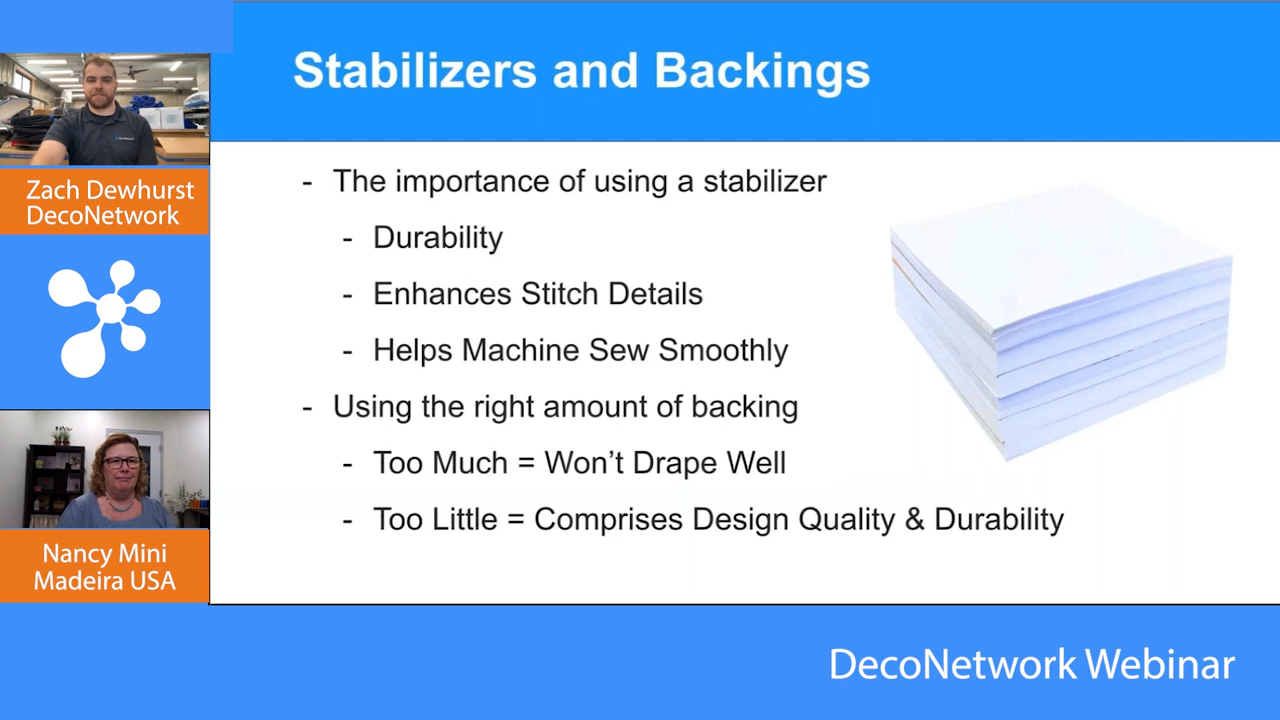 Stabilizers and Backings
- The importance of using a stabilizer
- Durability
- Enhances Stitch Details
- Helps Machine Sew Smoothly
- Using the right amount of backing
- Too Much = Won’t Drape Well
- Too Little = Comprises Design Quality & Durability
Zach Dewhurst
DecoNetwork
Nancy Mini
Madeira USA
DecoNetwork Webinar